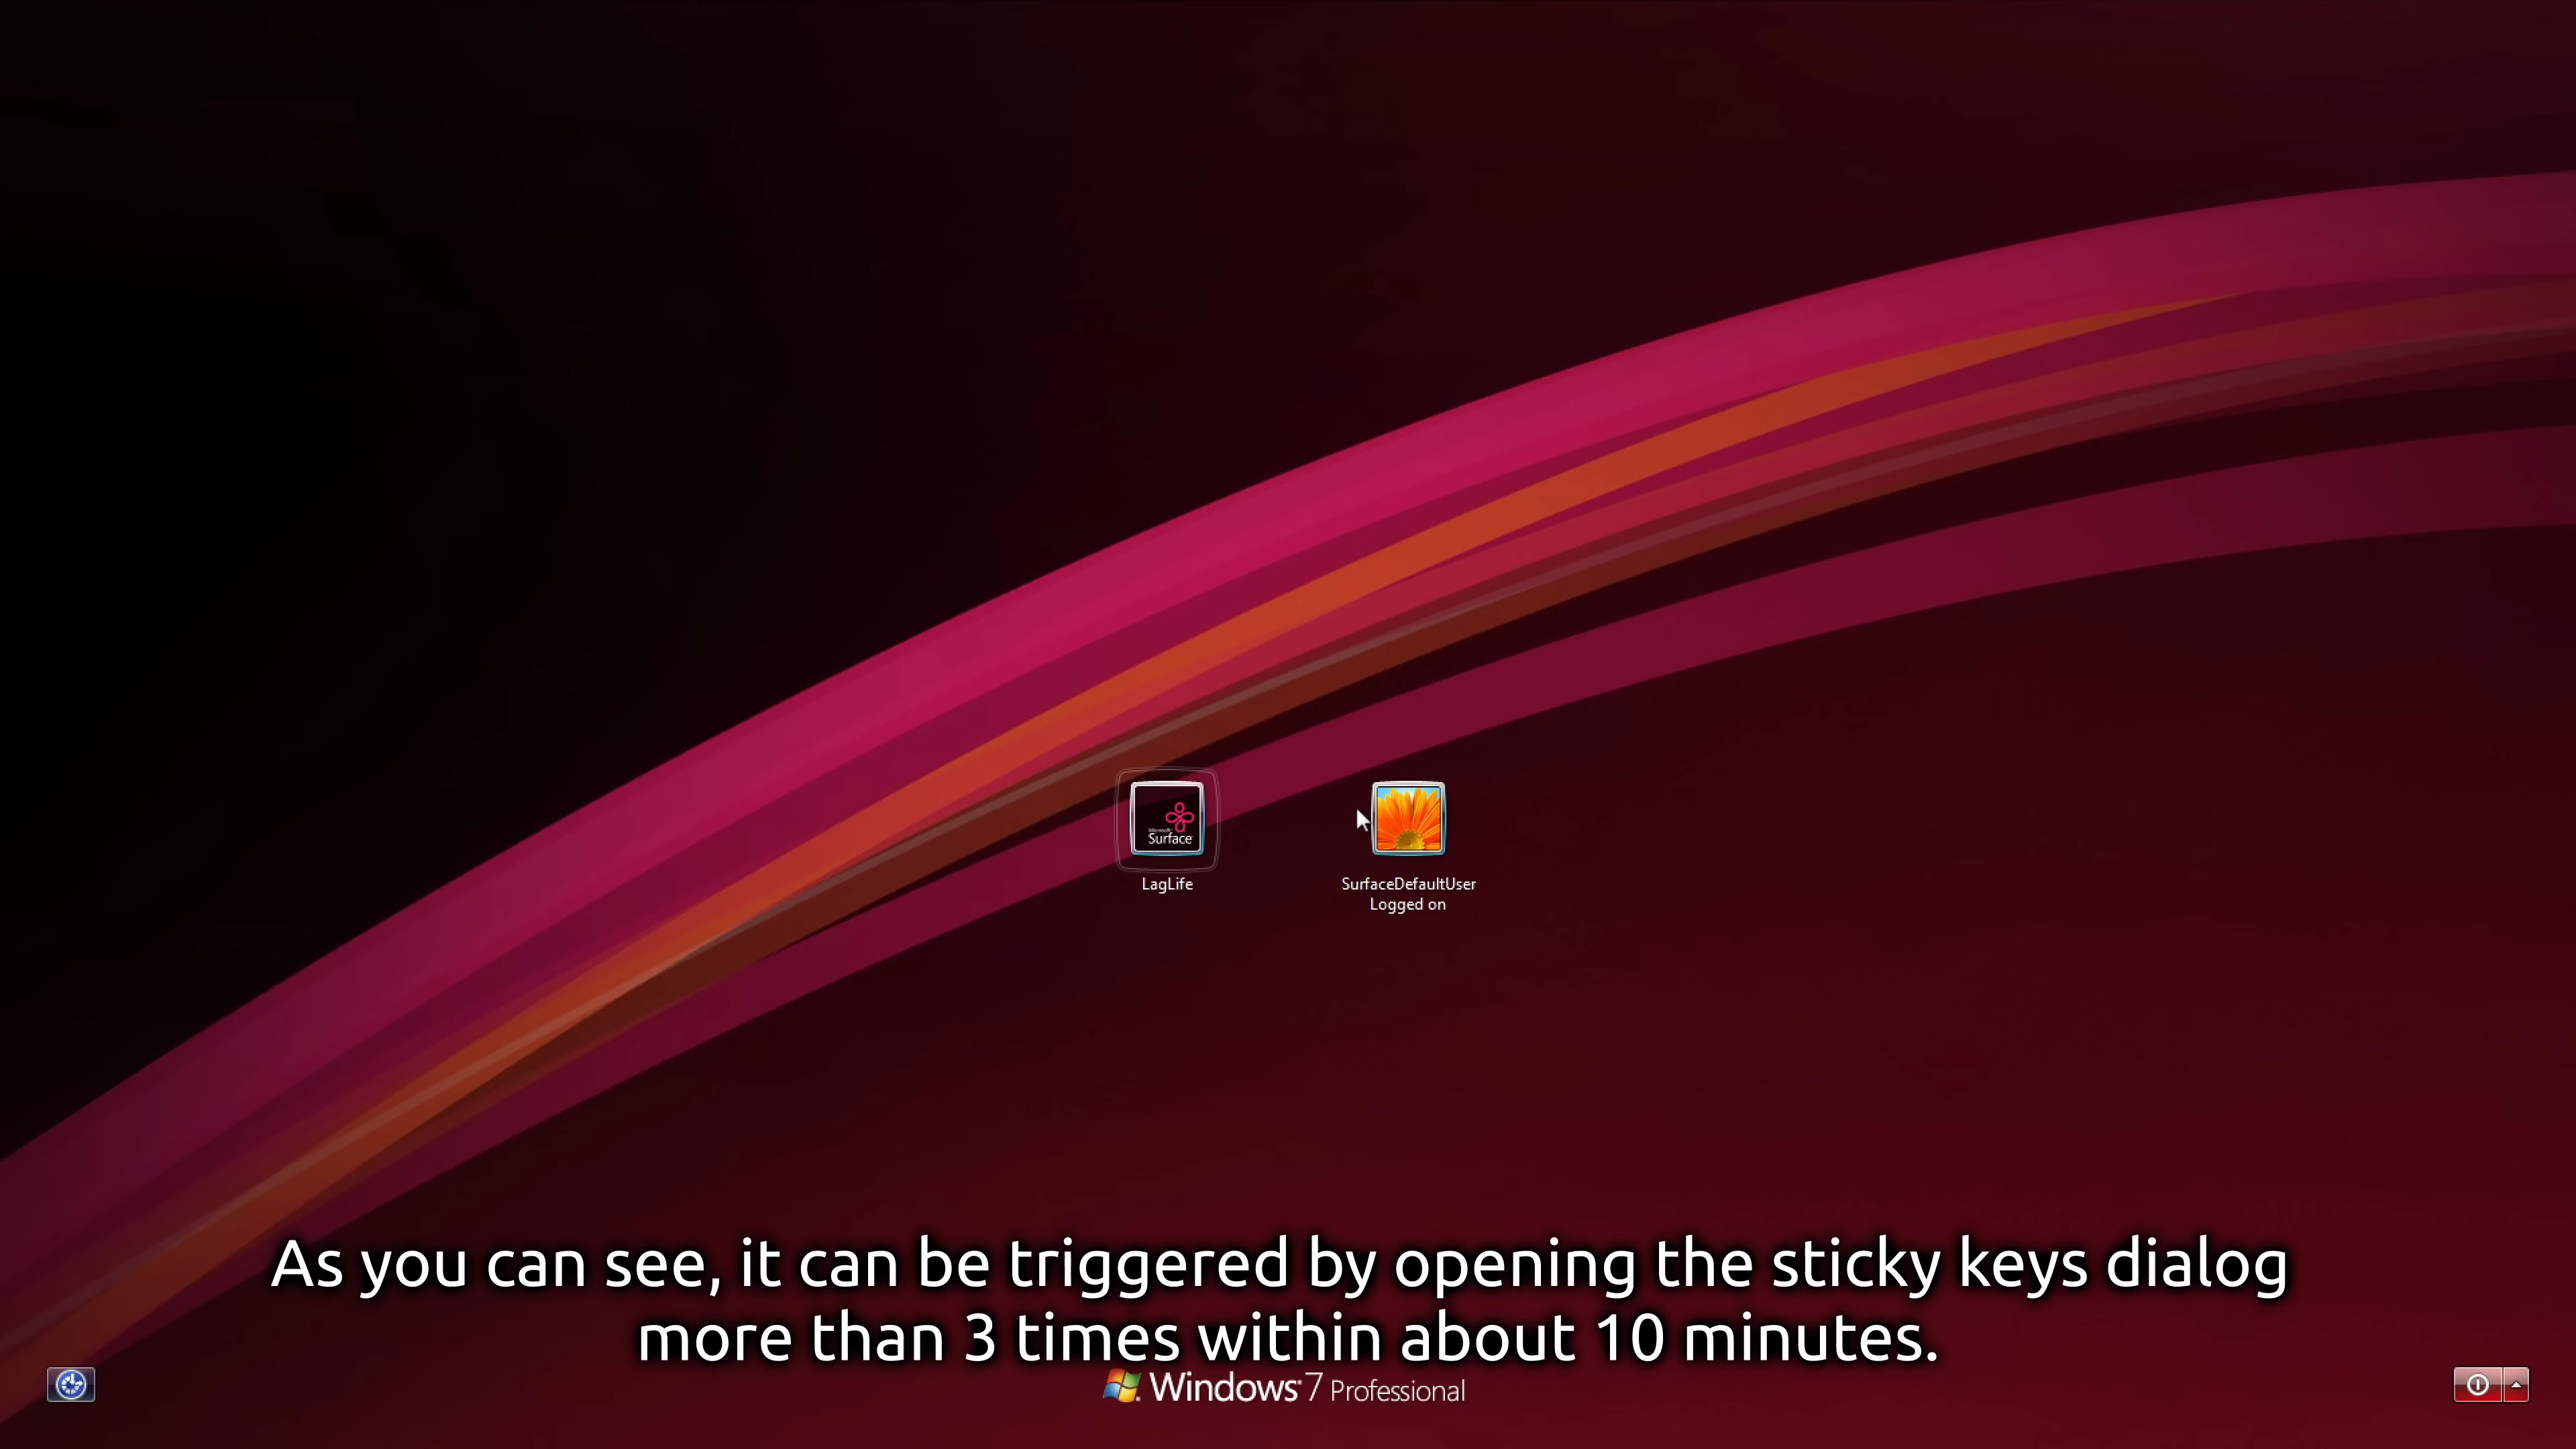 Microsoft
Surface
LagLife
SurfaceDefaultUser
Logged on
As you can see, it can be triggered by opening the sticky keys dialog
more than 3 times within about 10 minutes.
Windows 7 Professional